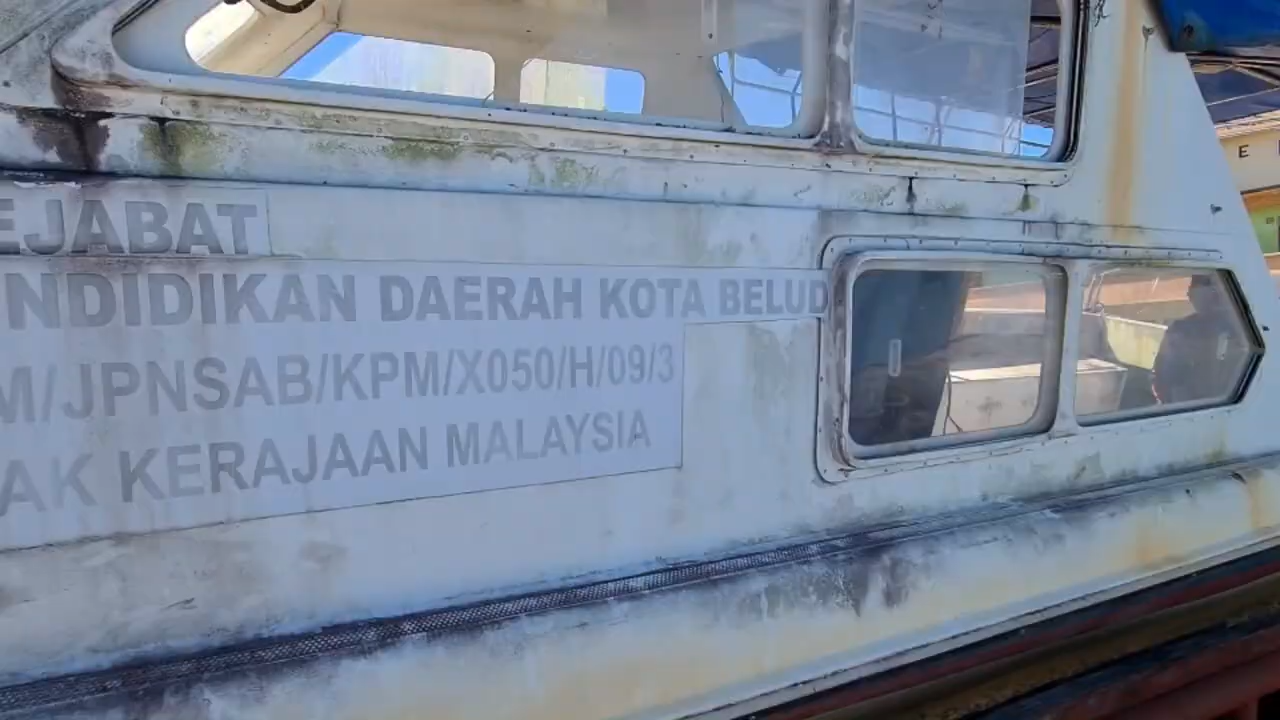 EJABAT
NDIDIKAN DAERAH KOTA BELUD
M/JPNSAB/KPM/X050/H/09/3
AK KERAJAAN MALAYSIA
E